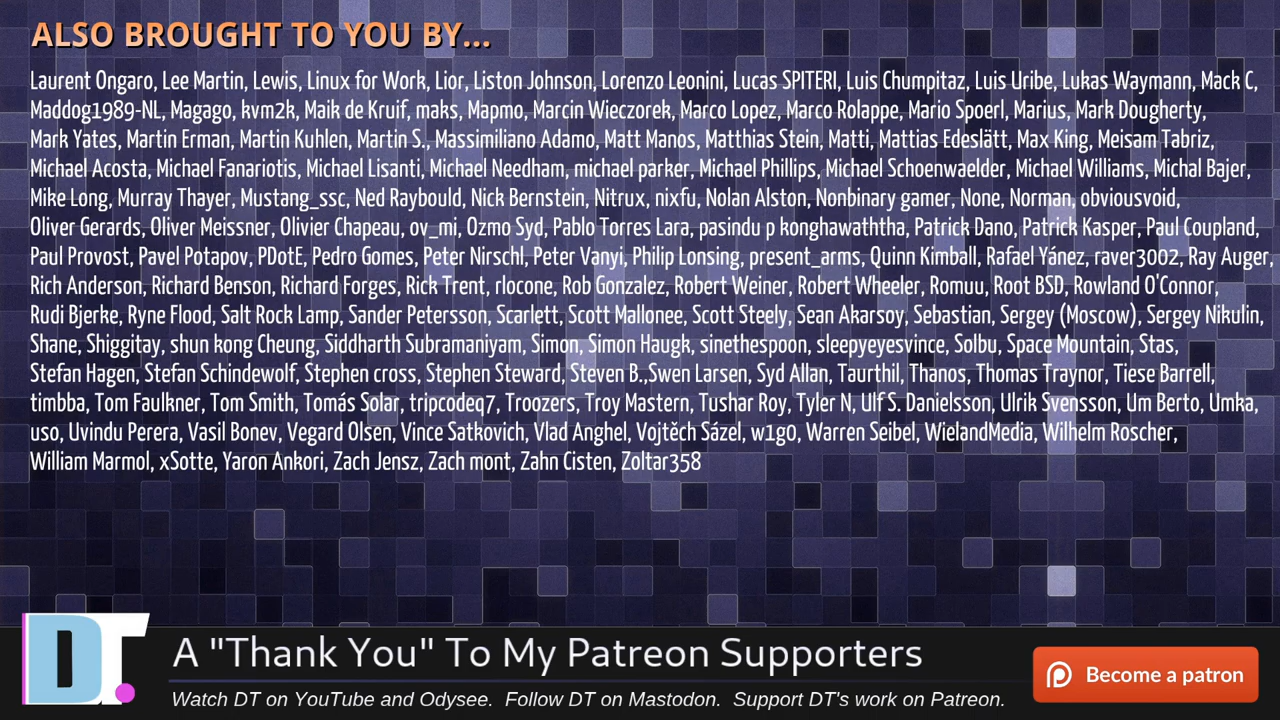 ALSO BROUGHT TO YOU BY...
Laurent Ongaro, Lee Martin, Lewis, Linux for Work, Lior, Liston Johnson, Lorenzo Leonini, Lucas SPITERI, Luis Chumpitaz, Luis Uribe, Lukas Waymann, Mack C,
Maddog1989-NL, Magago, kvm2k, Maik de Kruif, maks, Mapmo, Marcin Wieczorek, Marco Lopez, Marco Rolappe, Mario Spoerl, Marius, Mark Dougherty,
Mark Yates, Martin Erman, Martin Kuhlen, Martin S., Massimiliano Adamo, Matt Manos, Matthias Stein, Matti, Mattias Edeslätt, Max King, Meisam Tabriz,
Michael Acosta, Michael Fanariotis, Michael Lisanti, Michael Needham, michael parker, Michael Phillips, Michael Schoenwaelder, Michael Williams, Michal Bajer,
Mike Long, Murray Thayer, Mustang_ssc, Ned Raybould, Nick Bernstein, Nitrux, nixfu, Nolan Alston, Nonbinary gamer, None, Norman, obviousvoid,
Oliver Gerards, Oliver Meissner, Olivier Chapeau, ov_mi, Ozmo Syd, Pablo Torres Lara, pasindu p konghawaththa, Patrick Dano, Patrick Kasper, Paul Coupland,
Paul Provost, Pavel Potapov, PDotE, Pedro Gomes, Peter Nirschl, Peter Vanyi, Philip Lonsing, present_arms, Quinn Kimball, Rafael Yánez, raver3002, Ray Auger,
Rich Anderson, Richard Benson, Richard Forges, Rick Trent, rlocone, Rob Gonzalez, Robert Weiner, Robert Wheeler, Romuu, Root BSD, Rowland O'Connor,
Rudi Bjerke, Ryne Flood, Salt Rock Lamp, Sander Petersson, Scarlett, Scott Mallonee, Scott Steely, Sean Akarsoy, Sebastian, Sergey (Moscow), Sergey Nikulin,
Shane, Shiggitay, shun kong Cheung, Siddharth Subramaniyam, Simon, Simon Haugk, sinethespoon, sleepyeyesvince, Solbu, Space Mountain, Stas,
Stefan Hagen, Stefan Schindewolf, Stephen cross, Stephen Steward, Steven B.,Swen Larsen, Syd Allan, Taurthil, Thanos, Thomas Traynor, Tiese Barrell,
timbba, Tom Faulkner, Tom Smith, Tomás Solar, tripcodeq7, Troozers, Troy Mastern, Tushar Roy, Tyler N, Ulf S. Danielsson, Ulrik Svensson, Um Berto, Umka,
uso, Uvindu Perera, Vasil Bonev, Vegard Olsen, Vince Satkovich, Vlad Anghel, Vojtěch Sázel, w1g0, Warren Seibel, WielandMedia, Wilhelm Roscher,
William Marmol, xSotte, Yaron Ankori, Zach Jensz, Zach mont, Zahn Cisten, Zoltar358
DT.
A "Thank You" To My Patreon Supporters
Watch DT on YouTube and Odysee. Follow DT on Mastodon. Support DT's work on Patreon.
Become a patron